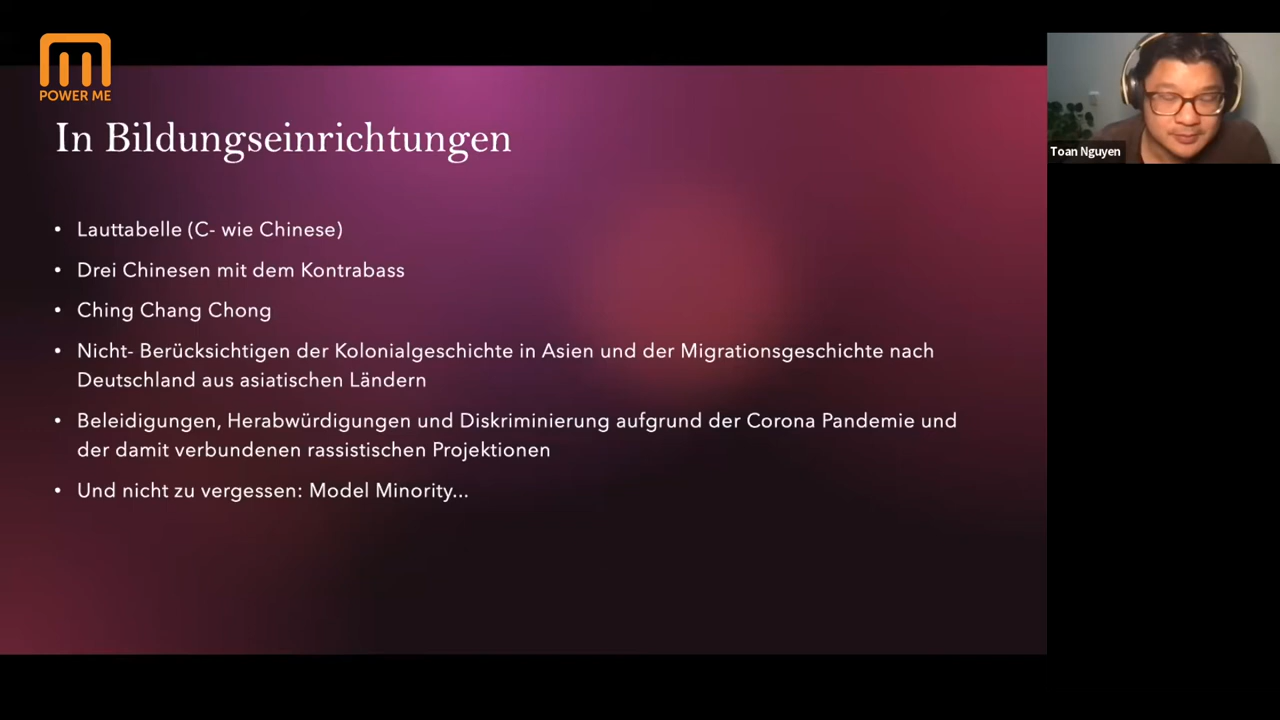 POWER ME
In Bildungseinrichtungen
• Lauttabelle (C- wie Chinese)
• Drei Chinesen mit dem Kontrabass
• Ching Chang Chong
• Nicht- Berücksichtigen der Kolonialgeschichte in Asien und der Migrationsgeschichte nach
Deutschland aus asiatischen Ländern
• Beleidigungen, Herabwürdigungen und Diskriminierung aufgrund der Corona Pandemie und
der damit verbundenen rassistischen Projektionen
• Und nicht zu vergessen: Model Minority...
Toan Nguyen